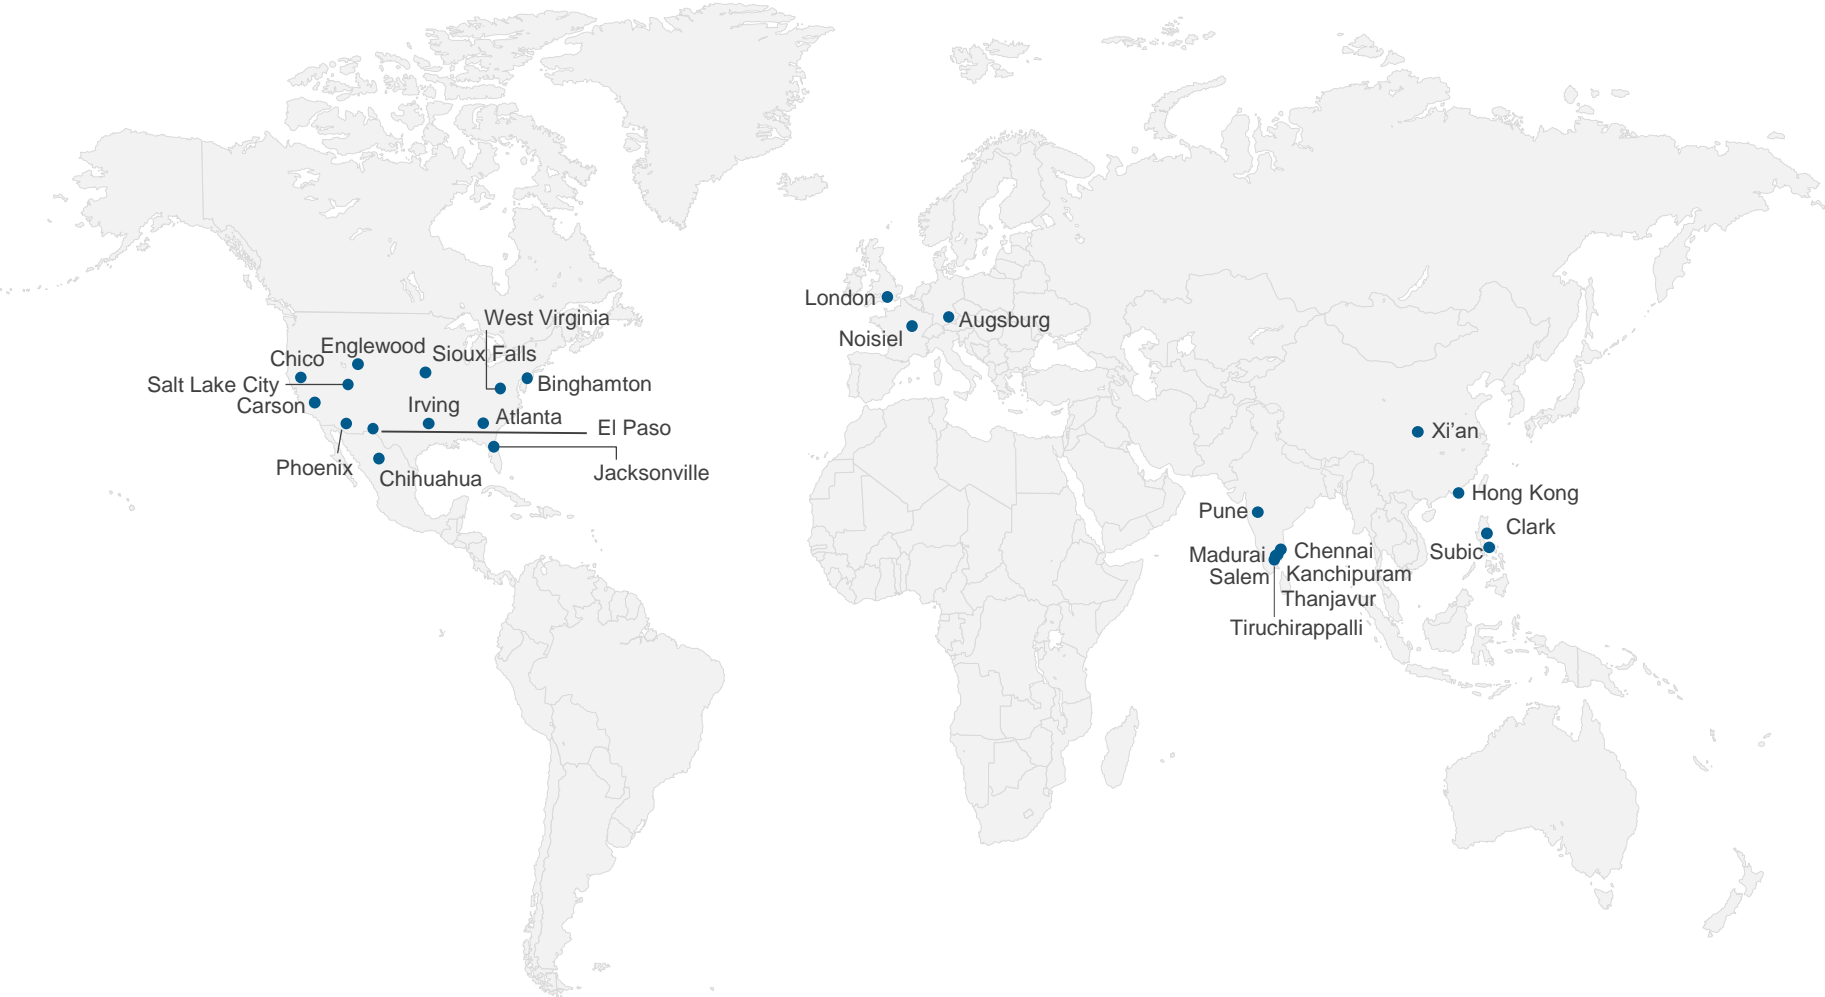 London
West Virginia
Augsburg
Noisiel
Englewood
Sioux Falls
Chico
Salt Lake City
Binghamton
Carson
Irving
Atlanta
El Paso
Xi’an
Phoenix
Jacksonville
Chihuahua
Hong Kong
Pune
Clark
Chennai
Subic
Madurai
Kanchipuram
Salem
Thanjavur
Tiruchirappalli